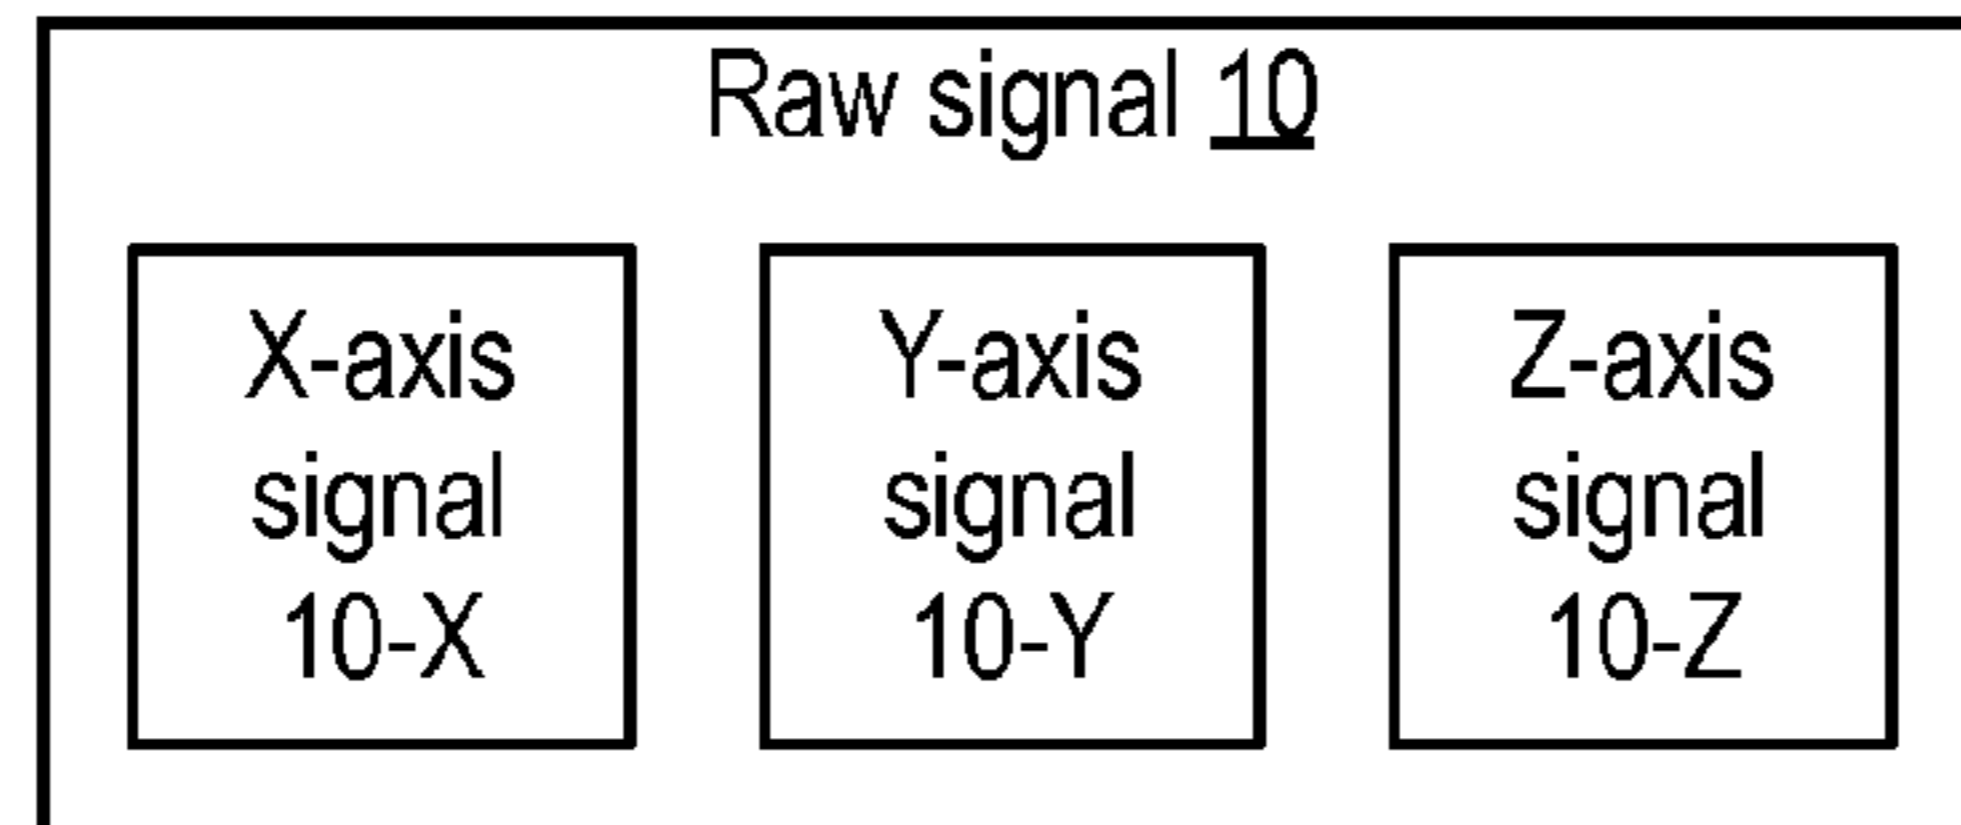 Raw signal 10
X-axis
signal
10-X
Y-axis
signal
10-Y
Z-axis
signal
10-Z